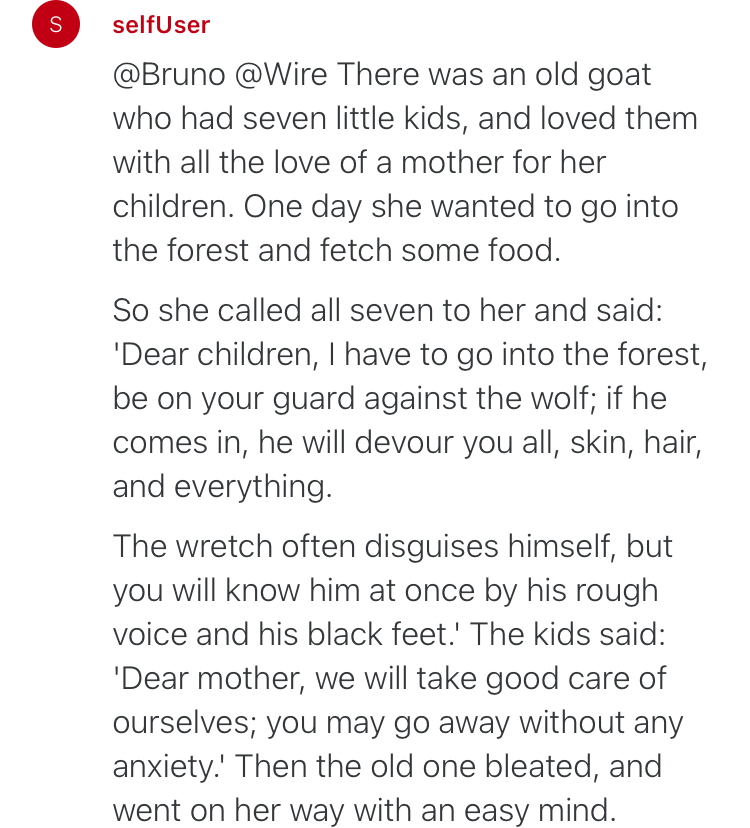 S
selfUser
@Bruno @Wire There was an old goat
who had seven little kids, and loved them
with all the love of a mother for her
children. One day she wanted to go into
the forest and fetch some food.
So she called all seven to her and said:
'Dear children, I have to go into the forest,
be on your guard against the wolf; if he
comes in, he will devour you all, skin, hair,
and everything.
The wretch often disguises himself, but
you will know him at once by his rough
voice and his black feet.' The kids said:
'Dear mother, we will take good care of
ourselves; you may go away without any
anxiety.' Then the old one bleated, and
went on her way with an easy mind.